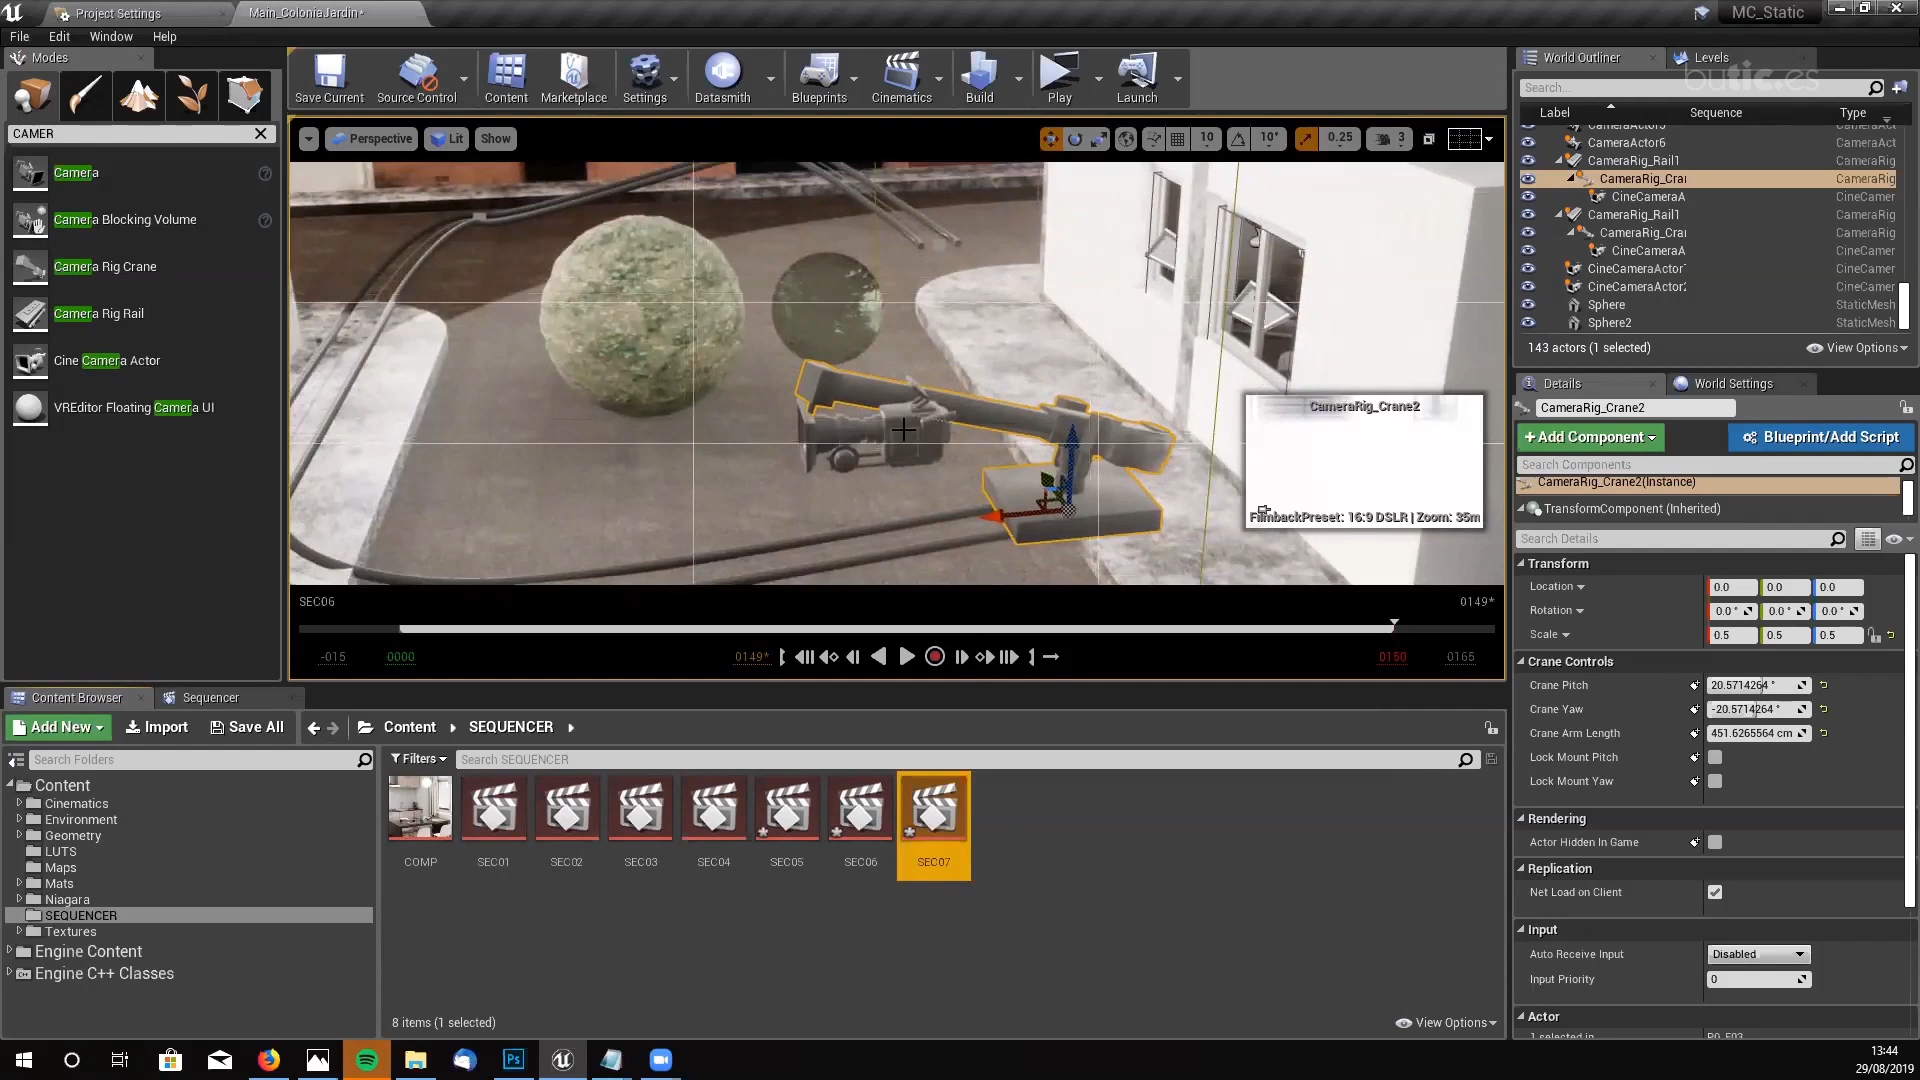 Project Settings
Main_ColoniaJardin*
MC_Static
File
Edit
Window
Help
Modes
CAMER
Camera
Camera Blocking Volume
Camera Rig Crane
Camera Rig Rail
Cine Camera Actor
VREditor Floating Camera UI
Save Current
Source Control
Content
Marketplace
Settings
Datasmith
Blueprints
Cinematics
Build
Play
Launch
Perspective
Lit
Show
10
10°
0.25
3
CameraRig_Crane2
FilmbackPreset: 16:9 DSLR | Zoom: 35m
SEC06
0149*
-015
0000
0149*
0150
0165
World Outliner
Levels
butic.es
Search...
Label
Sequence
Type
CameraActor5
CameraAct
CameraActor6
CameraAct
CameraRig_Rail1
CameraRig
CameraRig_Crai
CameraRig
CineCameraA
CineCamer
CameraRig_Rail1
CameraRig
CameraRig_Crai
CameraRig
CineCameraA
CineCamer
CineCameraActor
CineCamer
CineCameraActor2
CineCamer
Sphere
StaticMesh
Sphere2
StaticMesh
143 actors (1 selected)
View Options
Details
World Settings
CameraRig_Crane2
Add Component
Blueprint/Add Script
Search Components
CameraRig_Crane2(Instance)
TransformComponent (Inherited)
Search Details
Transform
Location
0.0
0.0
0.0
Rotation
0.0 °
0.0 °
0.0 °
Scale
0.5
0.5
0.5
Crane Controls
Crane Pitch
20.5714264 °
Crane Yaw
-20.5714264 °
Crane Arm Length
451.6265564 cm
Lock Mount Pitch
Lock Mount Yaw
Rendering
Actor Hidden In Game
Replication
Net Load on Client
Input
Auto Receive Input
Disabled
Input Priority
0
Actor
1 selected in
Content Browser
Sequencer
Add New
Import
Save All
Content
SEQUENCER
Search Folders
Filters
Search SEQUENCER
Content
Cinematics
Environment
Geometry
LUTS
Maps
Mats
Niagara
SEQUENCER
Textures
Engine Content
Engine C++ Classes
COMP
SEC01
SEC02
SEC03
SEC04
SEC05
SEC06
SEC07
8 items (1 selected)
View Options
Ps
13:44
29/08/2019